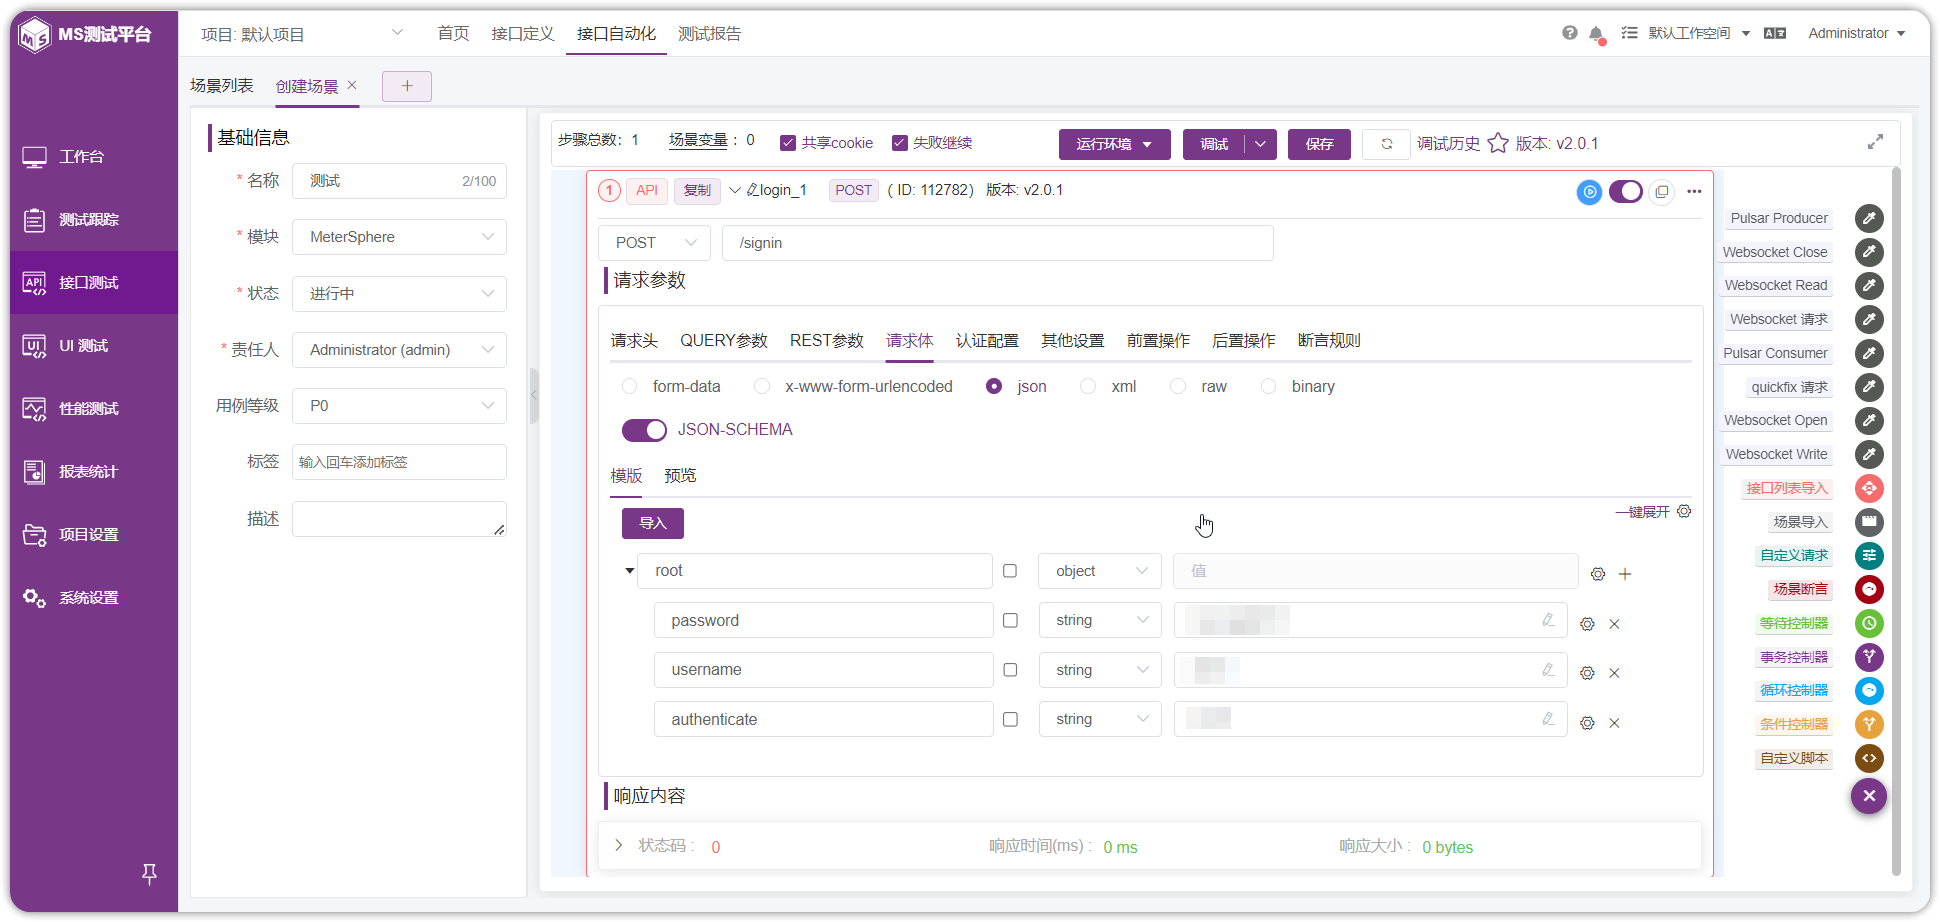 MS测试平台
项目: 默认项目
首页
接口定义
接口自动化
测试报告
默认工作空间
Administrator
工作台
测试跟踪
接口测试
UI 测试
性能测试
报表统计
项目设置
系统设置
场景列表
创建场景
基础信息
* 名称
测试
2/100
* 模块
MeterSphere
* 状态
进行中
* 责任人
Administrator (admin)
用例等级
P0
标签
输入回车添加标签
描述
步骤总数: 1
场景变量 : 0
共享cookie
失败继续
运行环境
调试
保存
调试历史
版本: v2.0.1
1
API
复制
login_1
POST
( ID: 112782)
版本: v2.0.1
POST
/signin
请求参数
请求头
QUERY参数
REST参数
请求体
认证配置
其他设置
前置操作
后置操作
断言规则
form-data
x-www-form-urlencoded
json
xml
raw
binary
JSON-SCHEMA
模版
预览
导入
一键展开
root
object
值
password
string
username
string
authenticate
string
响应内容
状态码 : 0
响应时间(ms) : 0 ms
响应大小 : 0 bytes
Pulsar Producer
Websocket Close
Websocket Read
Websocket 请求
Pulsar Consumer
quickfix 请求
Websocket Open
Websocket Write
接口列表导入
场景导入
自定义请求
场景断言
等待控制器
事务控制器
循环控制器
条件控制器
自定义脚本